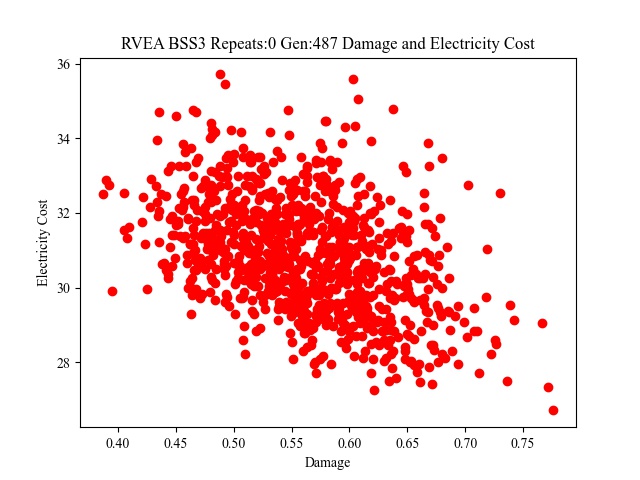 RVEA BSS3 Repeats:0 Gen:487 Damage and Electricity Cost
36
34
32
30
28
Electricity Cost
0.40 0.45 0.50 0.55 0.60 0.65 0.70 0.75
Damage